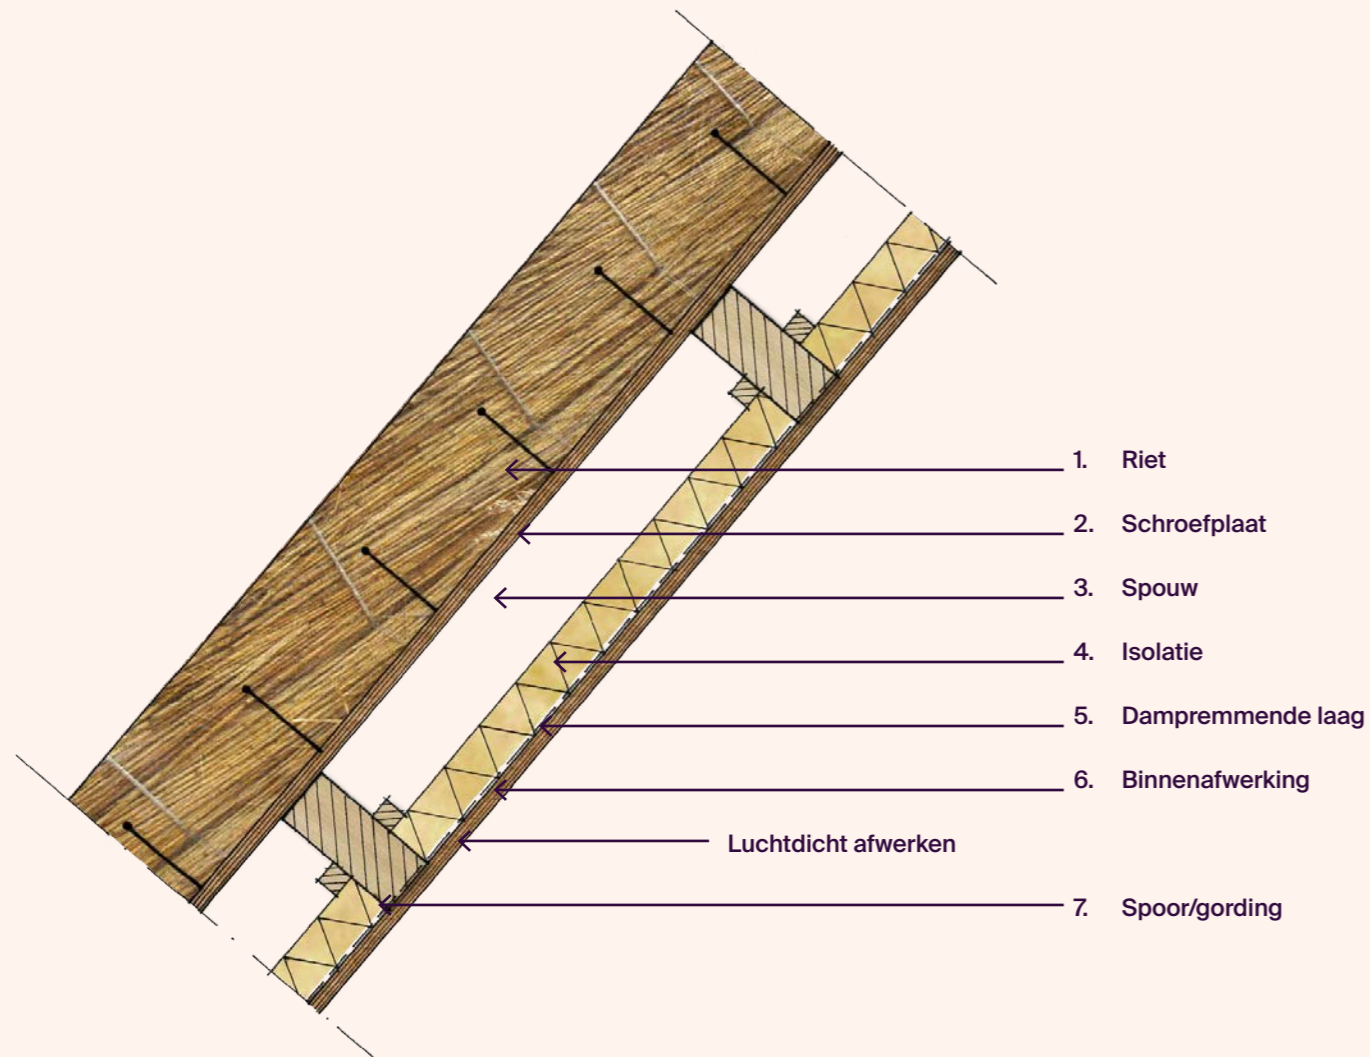 1. Riet
2. Schroefplaat
3. Spouw
4. Isolatie
5. Dampremmende laag
6. Binnenafwerking
Luchtdicht afwerken
7. Spoor/gording